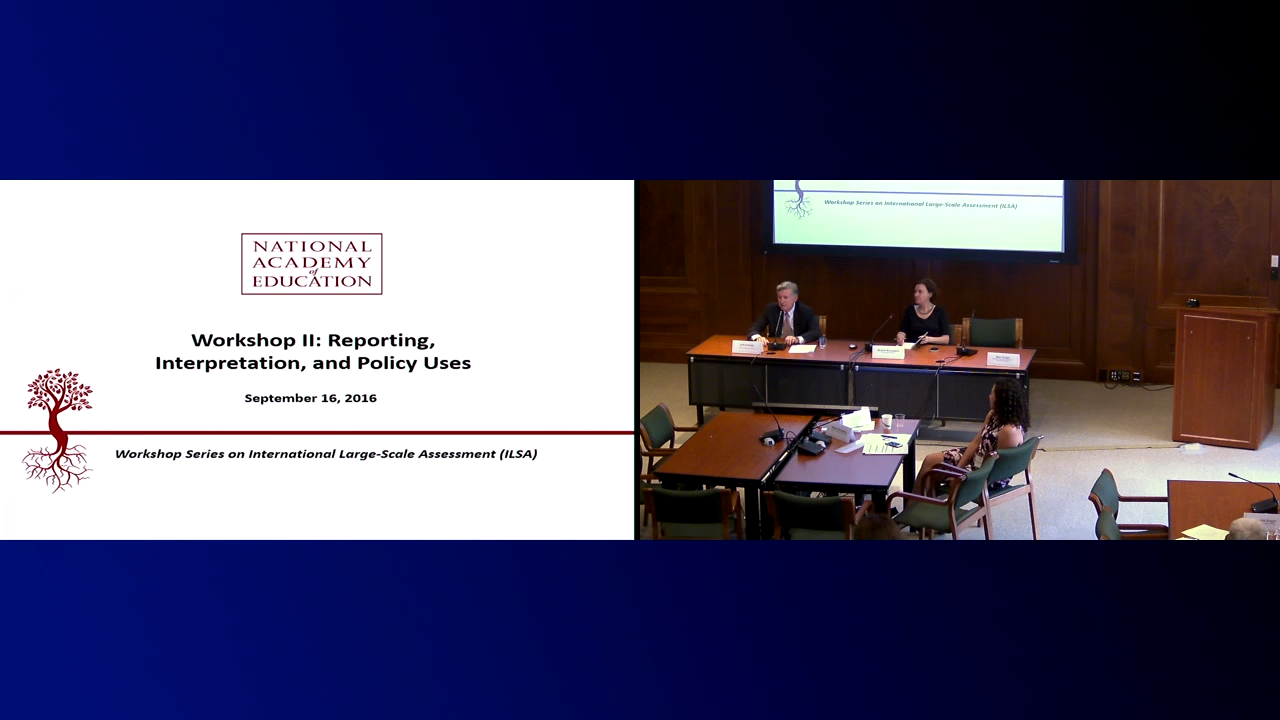 NATIONAL
ACADEMY
of
EDUCATION
Workshop II: Reporting,
Interpretation, and Policy Uses
September 16, 2016
Workshop Series on International Large-Scale Assessment (ILSA)
Workshop Series on International Large-Scale Assessment (ILSA)